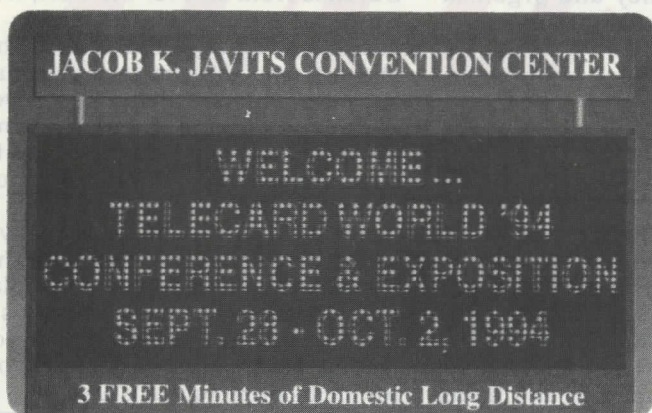 JACOB K. JAVITS CONVENTION CENTER
WELCOME...
TELECARD WORLD '94
CONFERENCE & EXPOSITION
SEPT. 28 - OCT. 2, 1994
3 FREE Minutes of Domestic Long Distance